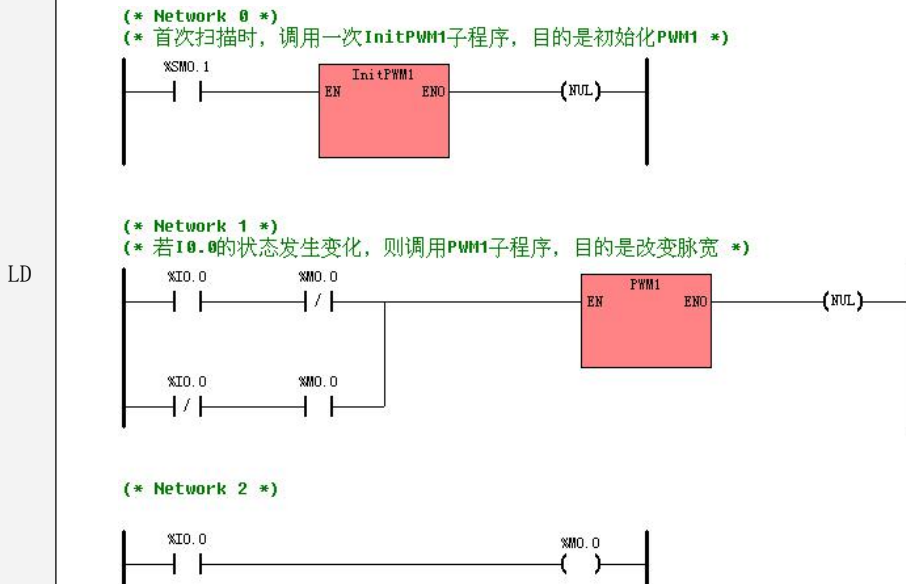 (* Network 0 *)
(* 首次扫描时，调用一次InitPWM1子程序，目的是初始化PWM1 *)
%SM0.1
InitPWM1
EN ENO
(NUL)
(* Network 1 *)
(* 若I0.0的状态发生变化，则调用PWM1子程序，目的是改变脉宽 *)
LD
%I0.0 %M0.0
PWM1
/
EN ENO
(NUL)
%I0.0 %M0.0
/
(* Network 2 *)
%I0.0 %M0.0
( )